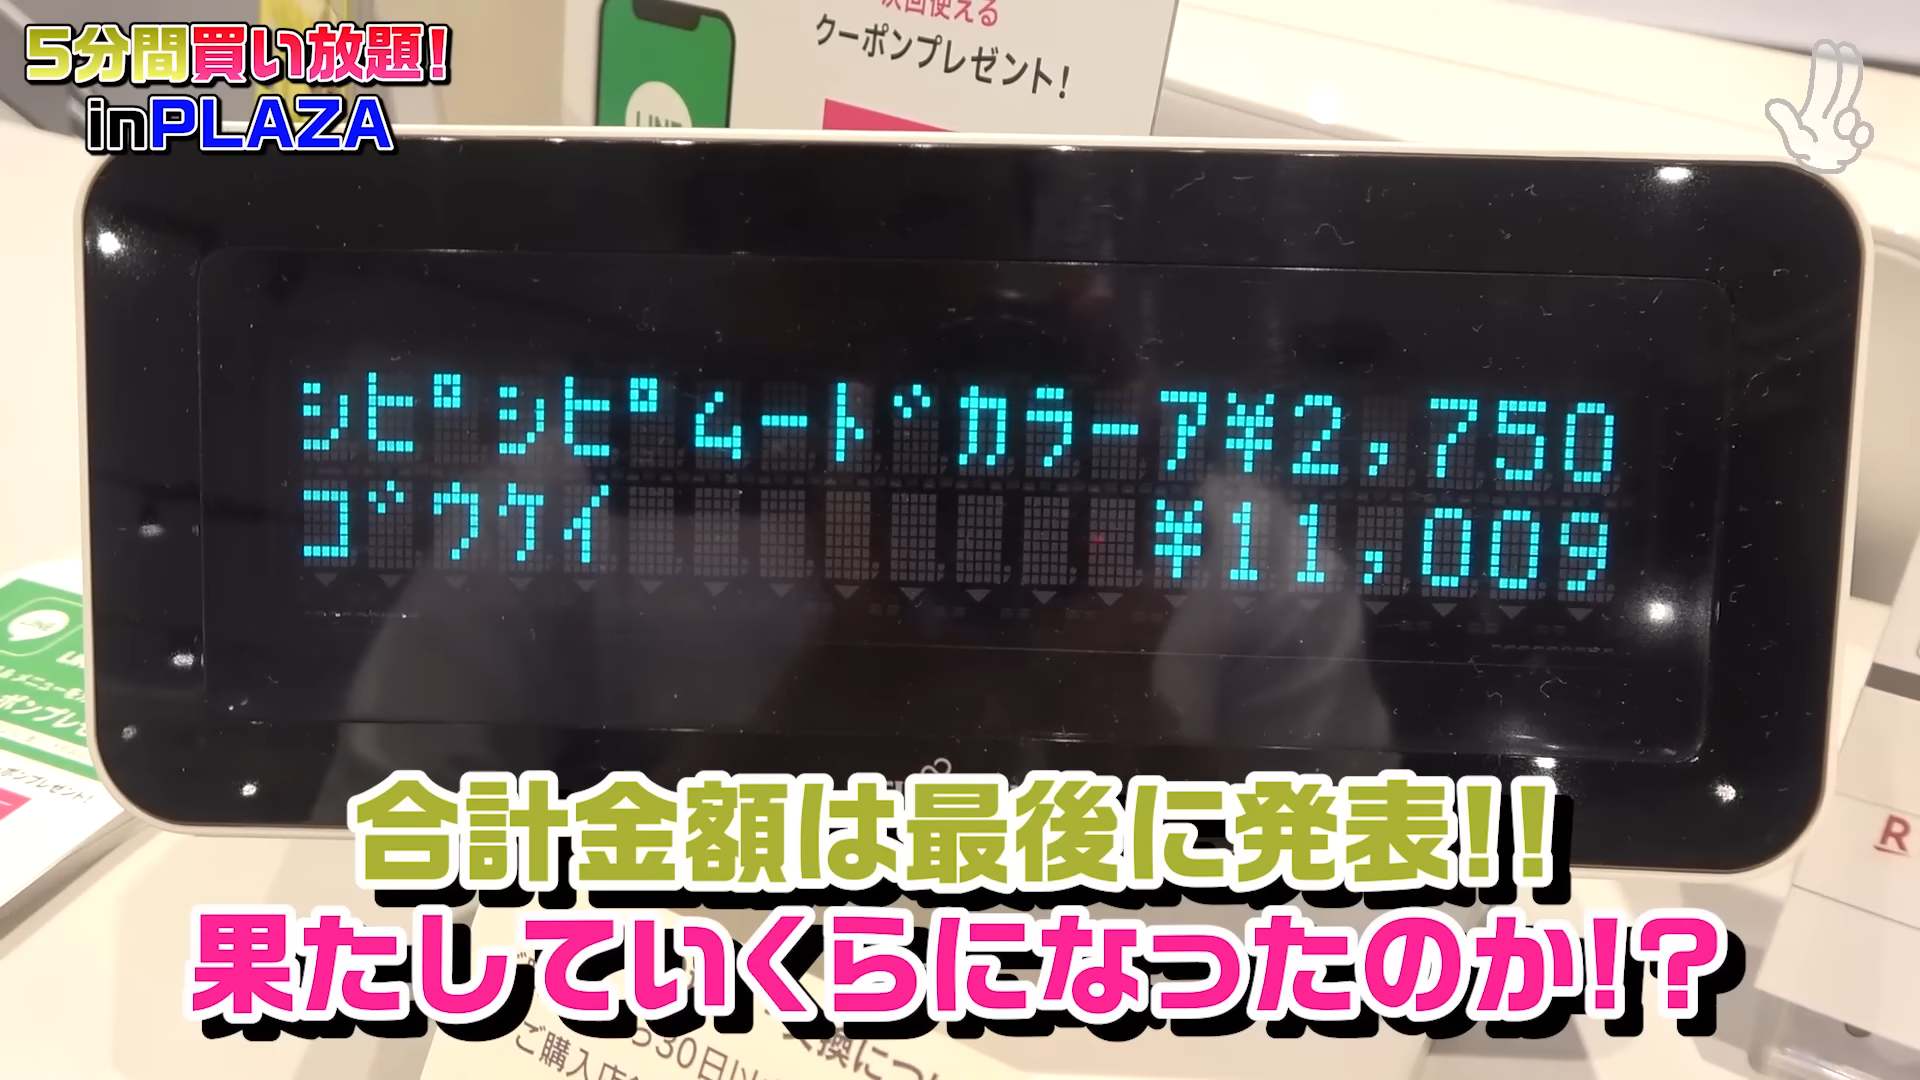 5分間買い放題!
inPLAZA
クーポンプレゼント!
LINE
シピシピムードカラーア¥2,750
ゴウケイ ¥11,009
合計金額は最後に発表!!
果たしていくらになったのか!?
R